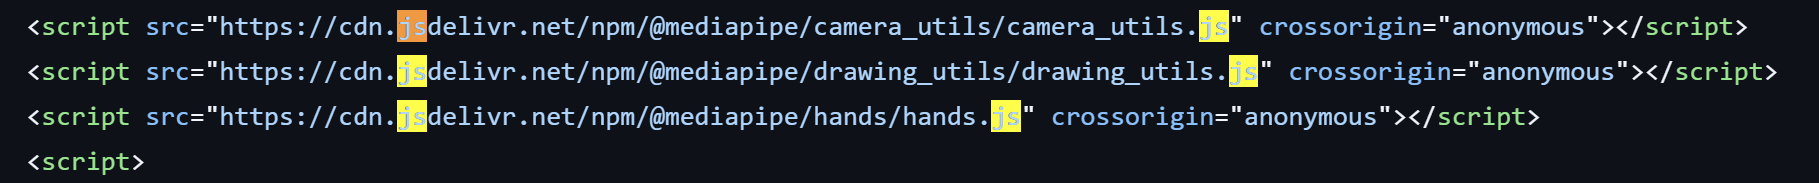 <script src="https://cdn.jsdelivr.net/npm/@mediapipe/camera_utils/camera_utils.js" crossorigin="anonymous"></script>
<script src="https://cdn.jsdelivr.net/npm/@mediapipe/drawing_utils/drawing_utils.js" crossorigin="anonymous"></script>
<script src="https://cdn.jsdelivr.net/npm/@mediapipe/hands/hands.js" crossorigin="anonymous"></script>
<script>